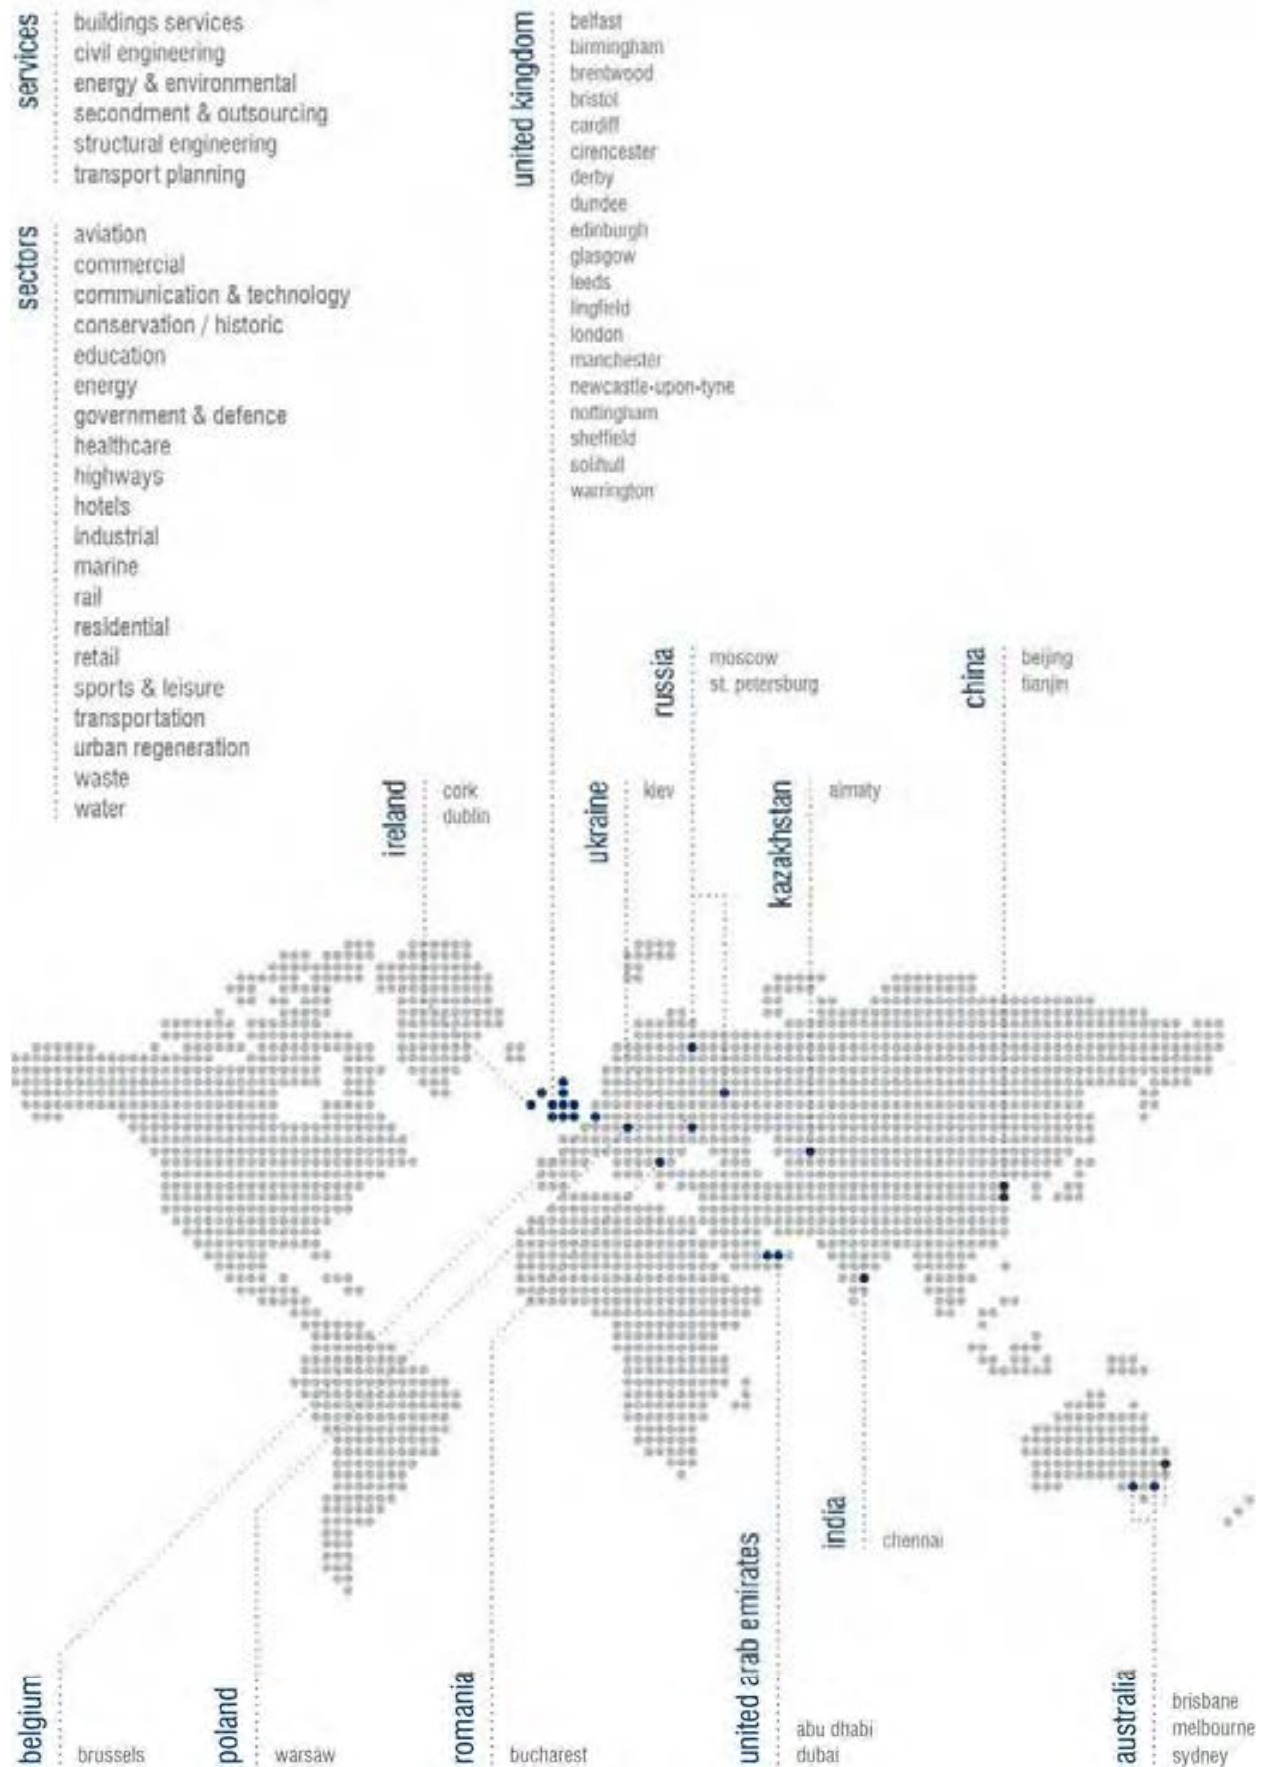 services
buildings services
civil engineering
energy & environmental
secondment & outsourcing
structural engineering
transport planning
sectors
aviation
commercial
communication & technology
conservation / historic
education
energy
government & defence
healthcare
highways
hotels
industrial
marine
rail
residential
retail
sports & leisure
transportation
urban regeneration
waste
water
united kingdom
belfast
birmingham
brentwood
bristol
cardiff
cirencester
derby
dundee
edinburgh
glasgow
leeds
lingfield
london
manchester
newcastle-upon-tyne
nottingham
sheffield
solihull
warrington
russia
moscow
st. petersburg
china
beijing
tianjin
ireland
cork
dublin
ukraine
kiev
kazakhstan
almaty
india
chennai
belgium
brussels
poland
warsaw
romania
bucharest
united arab emirates
abu dhabi
dubai
australia
brisbane
melbourne
sydney